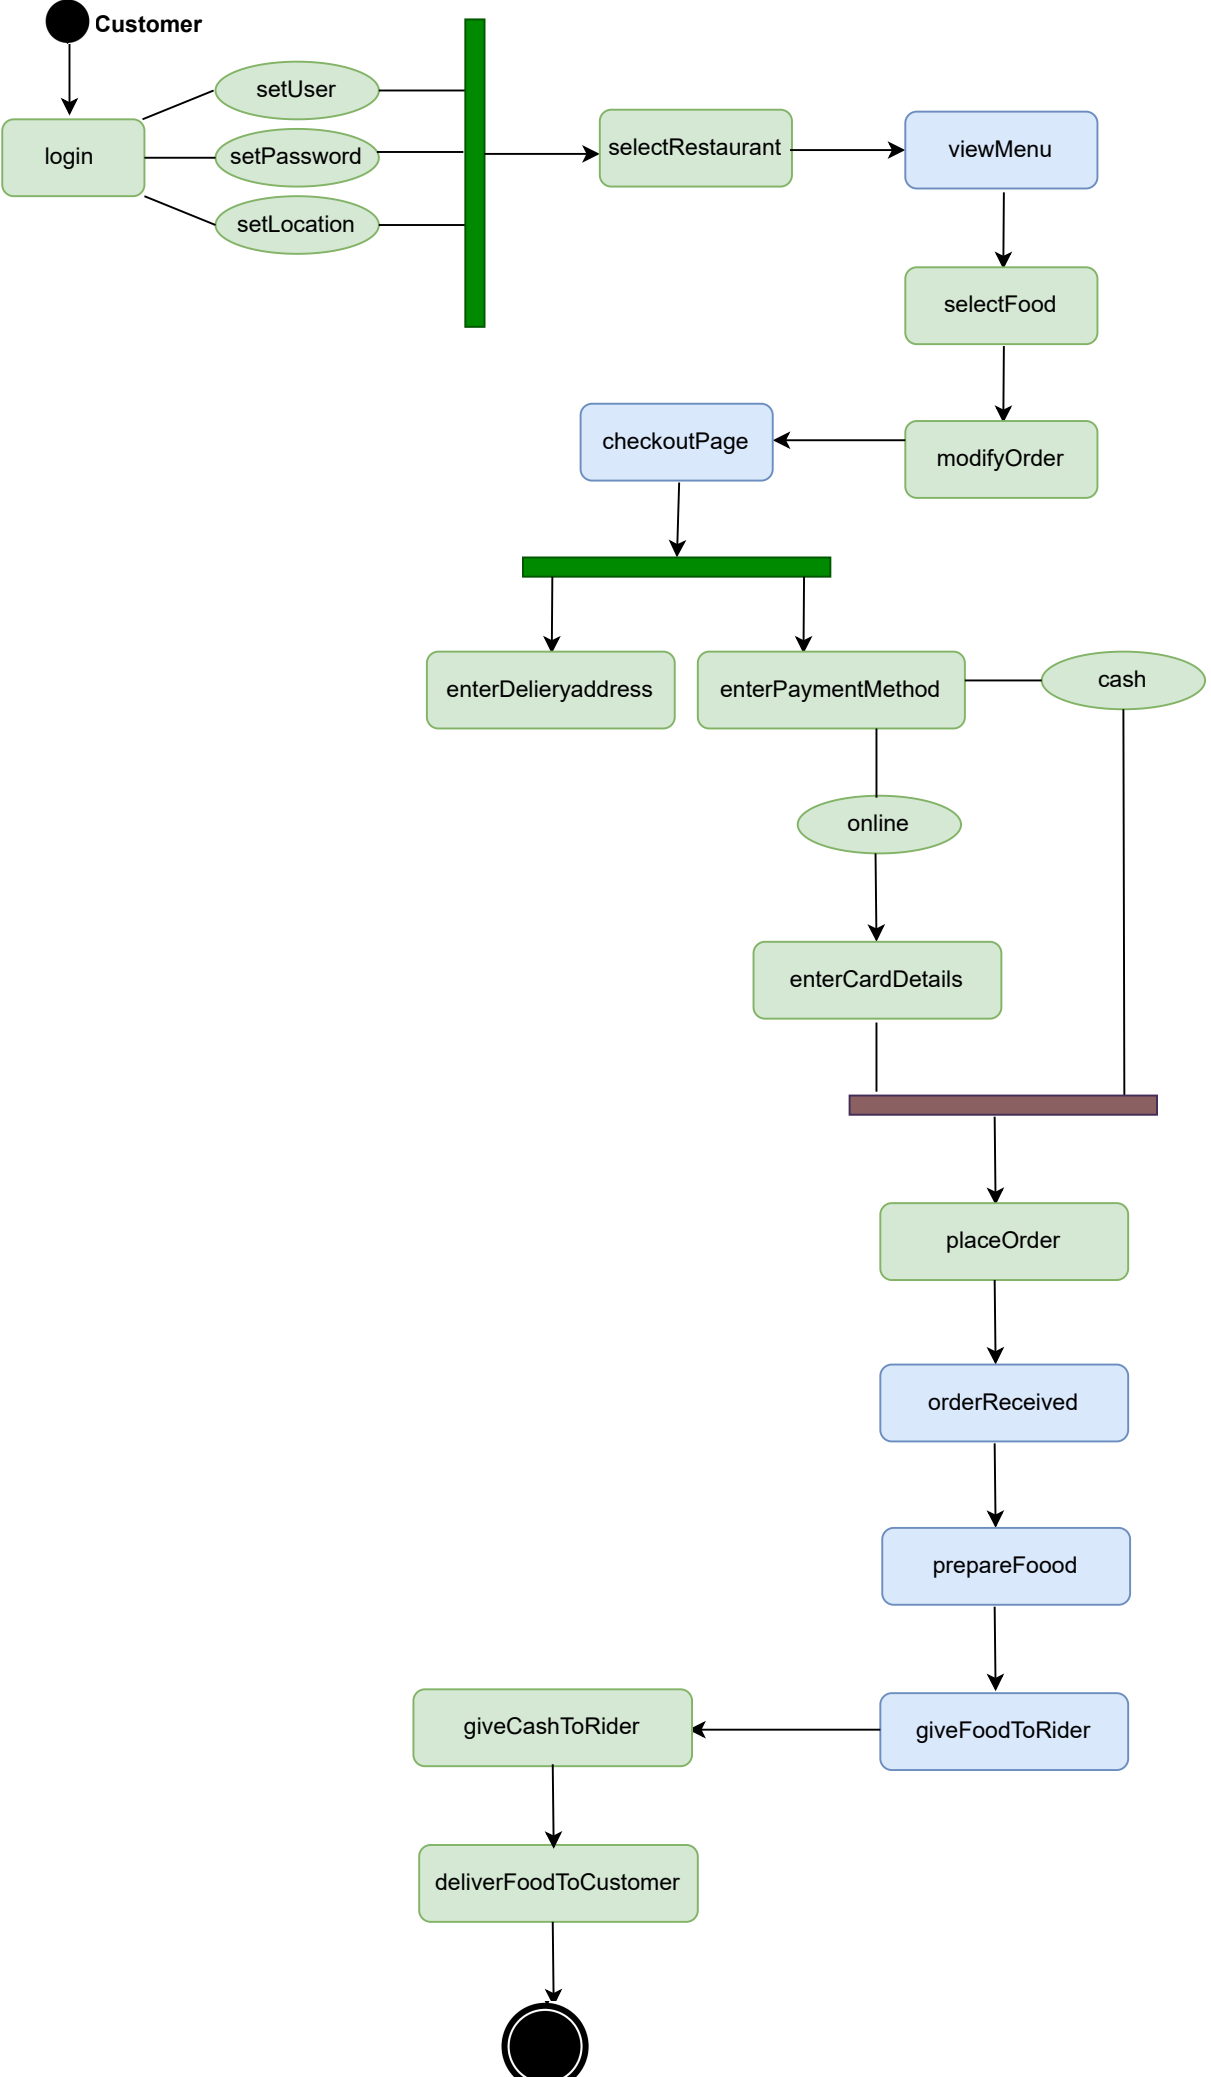 Customer
login
setUser
setPassword
setLocation
selectRestaurant
viewMenu
selectFood
modifyOrder
checkoutPage
enterDelieryaddress
enterPaymentMethod
cash
online
enterCardDetails
placeOrder
orderReceived
prepareFoood
giveFoodToRider
giveCashToRider
deliverFoodToCustomer